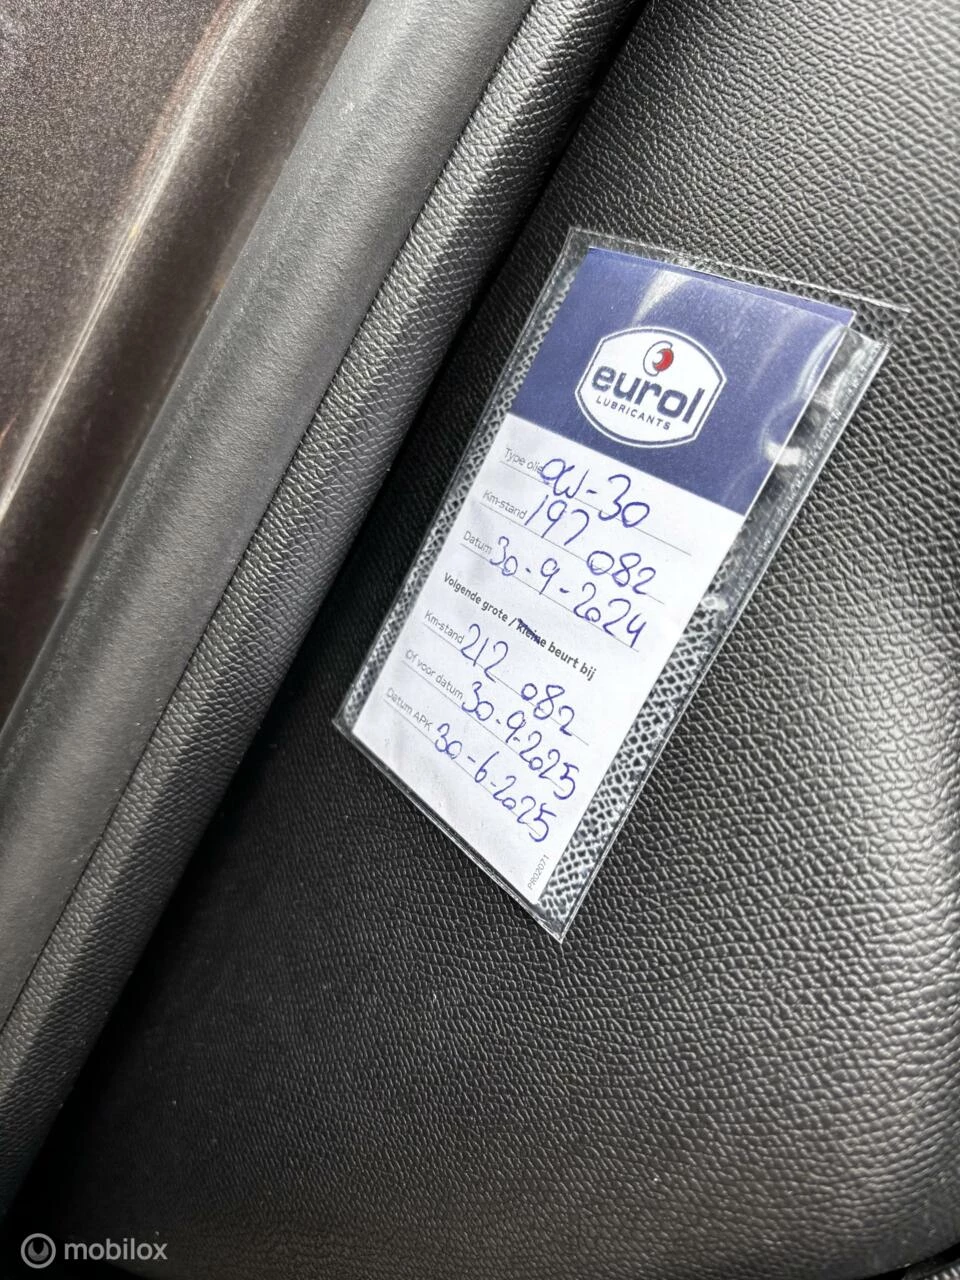 eurol
LUBRICANTS
Type olie 0W-30
Km-stand 197 082
Datum 30-9-2024
Volgende grote / kleine beurt bij
Km-stand 212 082
Of voor datum 30-9-2025
Datum APK 30-6-2025
PR02071
mobilox